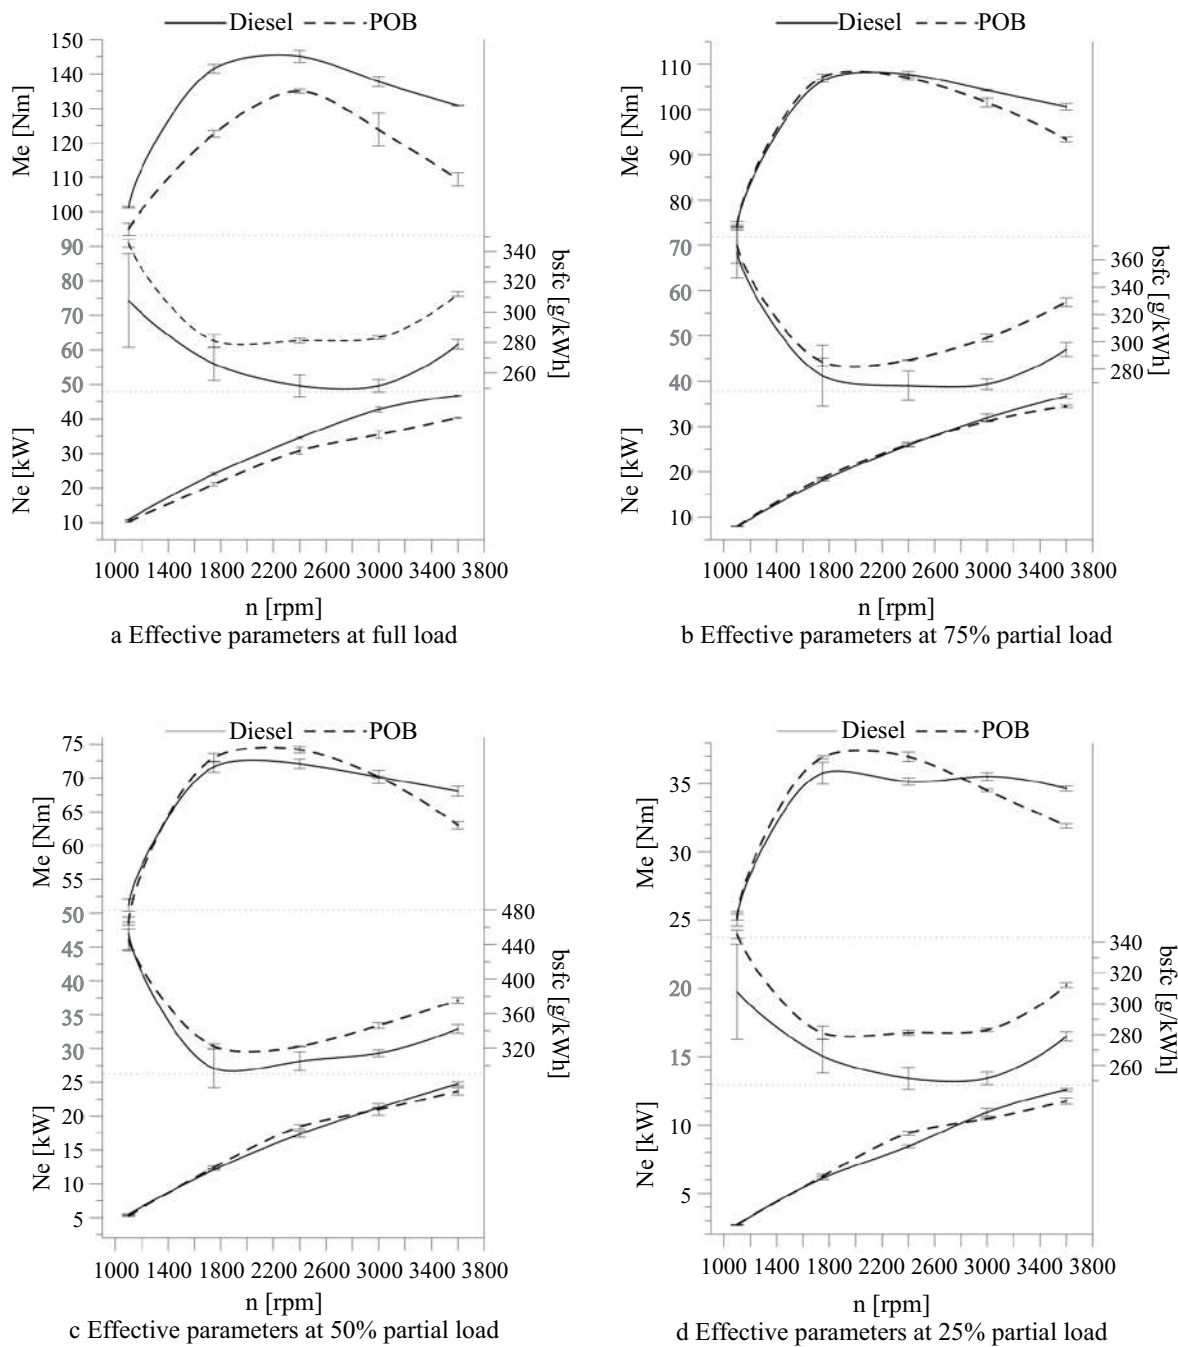 Diesel POB
Me [Nm]
150
140
130
120
110
100
90
80
70
60
50
40
30
20
10
Ne [kW]
340
320
300
280
260
bsfc [g/kWh]
1000 1400 1800 2200 2600 3000 3400 3800
n [rpm]
a Effective parameters at full load
Diesel POB
Me [Nm]
110
100
90
80
70
60
50
40
30
20
10
Ne [kW]
360
340
320
300
280
bsfc [g/kWh]
1000 1400 1800 2200 2600 3000 3400 3800
n [rpm]
b Effective parameters at 75% partial load
Diesel POB
Me [Nm]
75
70
65
60
55
50
45
40
35
30
25
20
15
10
5
Ne [kW]
480
440
400
360
320
bsfc [g/kWh]
1000 1400 1800 2200 2600 3000 3400 3800
n [rpm]
c Effective parameters at 50% partial load
Diesel POB
Me [Nm]
35
30
25
20
15
10
5
Ne [kW]
340
320
300
280
260
bsfc [g/kWh]
1000 1400 1800 2200 2600 3000 3400 3800
n [rpm]
d Effective parameters at 25% partial load